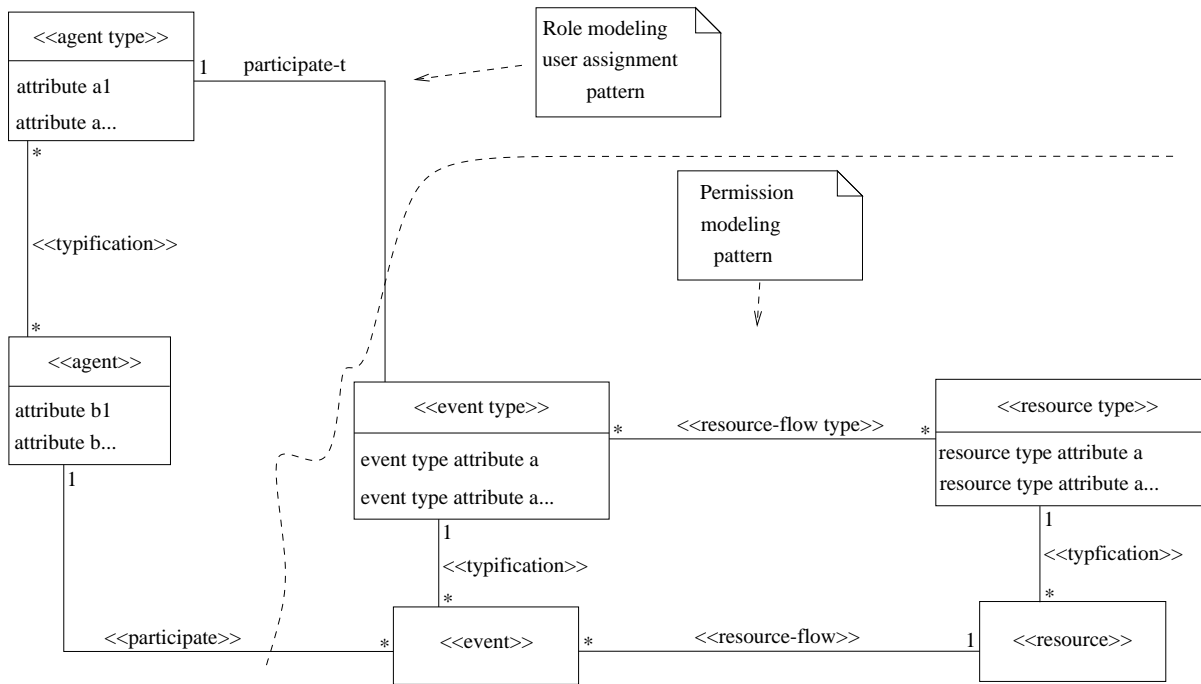 <<agent type>>
attribute a1
attribute a...
1
participate-t
Role modeling
user assignment
pattern
*
<<typification>>
*
Permission
modeling
pattern
<<agent>>
attribute b1
attribute b...
1
<<event type>>
event type attribute a
event type attribute a...
*
<<resource-flow type>>
*
<<resource type>>
resource type attribute a
resource type attribute a...
1
<<typification>>
*
1
<<typfication>>
*
<<participate>>
*
<<event>>
*
<<resource-flow>>
1
<<resource>>